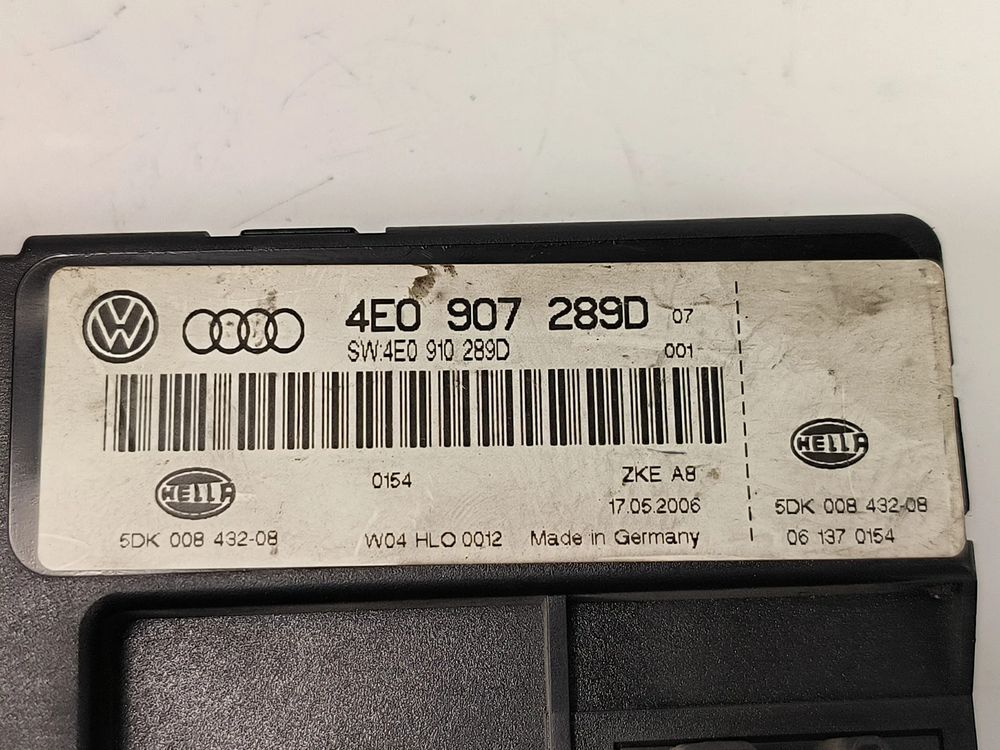 4E0 907 289D 07
SW:4E0 910 289D 001
0154 ZKE A8
HELLA
17.05.2006
5DK 008 432-08 W04 HLO 0012 Made in Germany
HELLA
5DK 008 432-08
06 137 0154